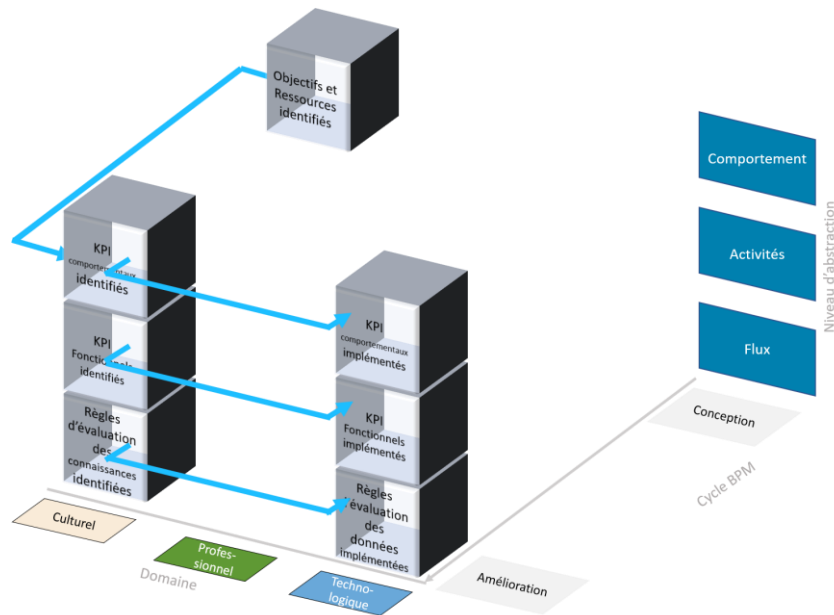 Objectifs et
Ressources
identifiés
Comportement
Activités
Flux
Niveau d'abstraction
KPI
comportementaux
identifiés
KPI
Fonctionnels
identifiés
Règles
d'évaluation
des
connaissances
identifiées
KPI
comportementaux
implémentés
KPI
Fonctionnels
implémentés
Règles
d'évaluation
des
données
implémentées
Conception
Cycle BPM
Amélioration
Culturel
Profes-
sionnel
Techno-
logique
Domaine